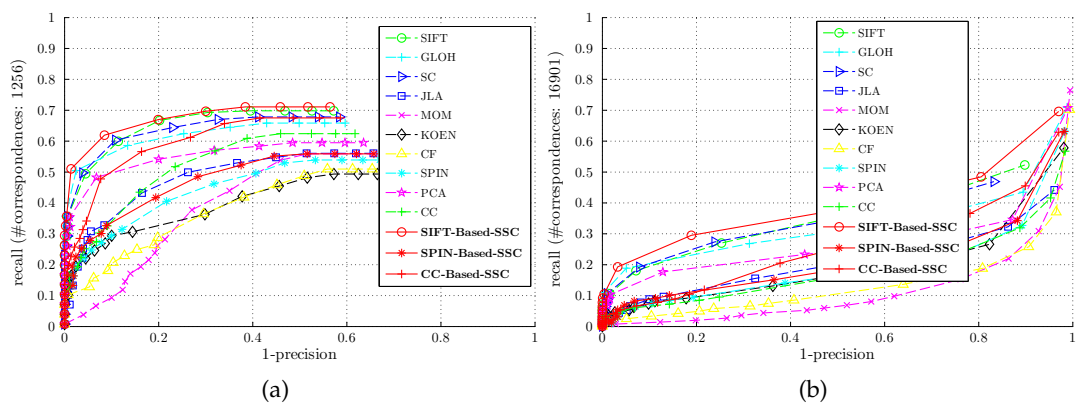 1
0.9
0.8
0.7
0.6
0.5
0.4
0.3
0.2
0.1
0
recall (#correspondences: 1256)
0
0.2
0.4
0.6
0.8
1
1-precision
SIFT
GLOH
SC
JLA
MOM
KOEN
CF
SPIN
PCA
CC
SIFT-Based-SSC
SPIN-Based-SSC
CC-Based-SSC
(a)
1
0.9
0.8
0.7
0.6
0.5
0.4
0.3
0.2
0.1
0
recall (#correspondences: 16901)
0
0.2
0.4
0.6
0.8
1
1-precision
SIFT
GLOH
SC
JLA
MOM
KOEN
CF
SPIN
PCA
CC
SIFT-Based-SSC
SPIN-Based-SSC
CC-Based-SSC
(b)